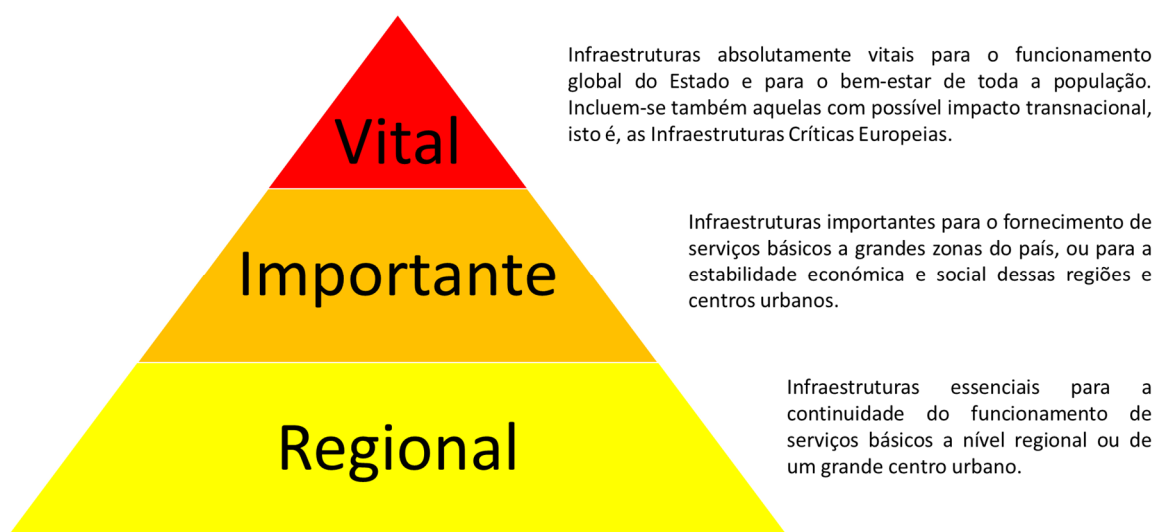 Infraestruturas absolutamente vitais para o funcionamento
global do Estado e para o bem-estar de toda a população.
Incluem-se também aquelas com possível impacto transnacional,
isto é, as Infraestruturas Críticas Europeias.
Vital
Infraestruturas importantes para o fornecimento de
serviços básicos a grandes zonas do país, ou para a
estabilidade económica e social dessas regiões e
centros urbanos.
Importante
Infraestruturas essenciais para a
continuidade do funcionamento de
serviços básicos a nível regional ou de
um grande centro urbano.
Regional